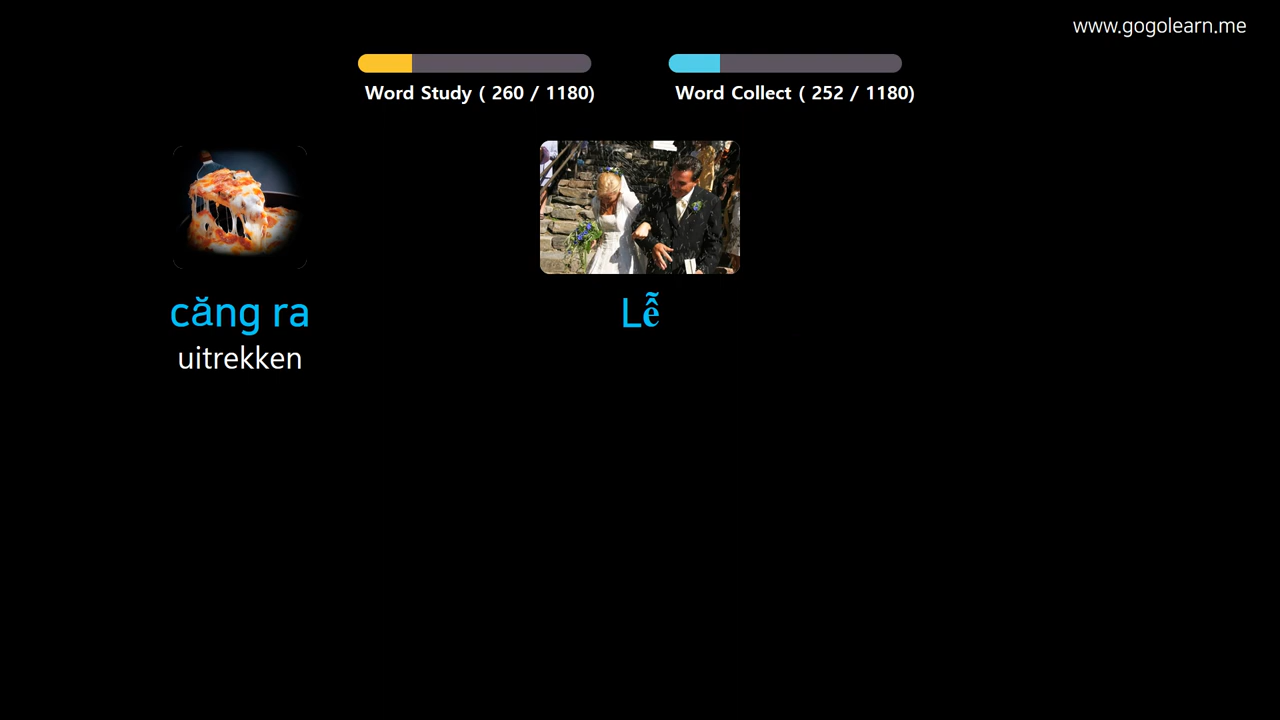 www.gogolearn.me
Word Study ( 260 / 1180)
Word Collect ( 252 / 1180)
căng ra
uitrekken
Lễ